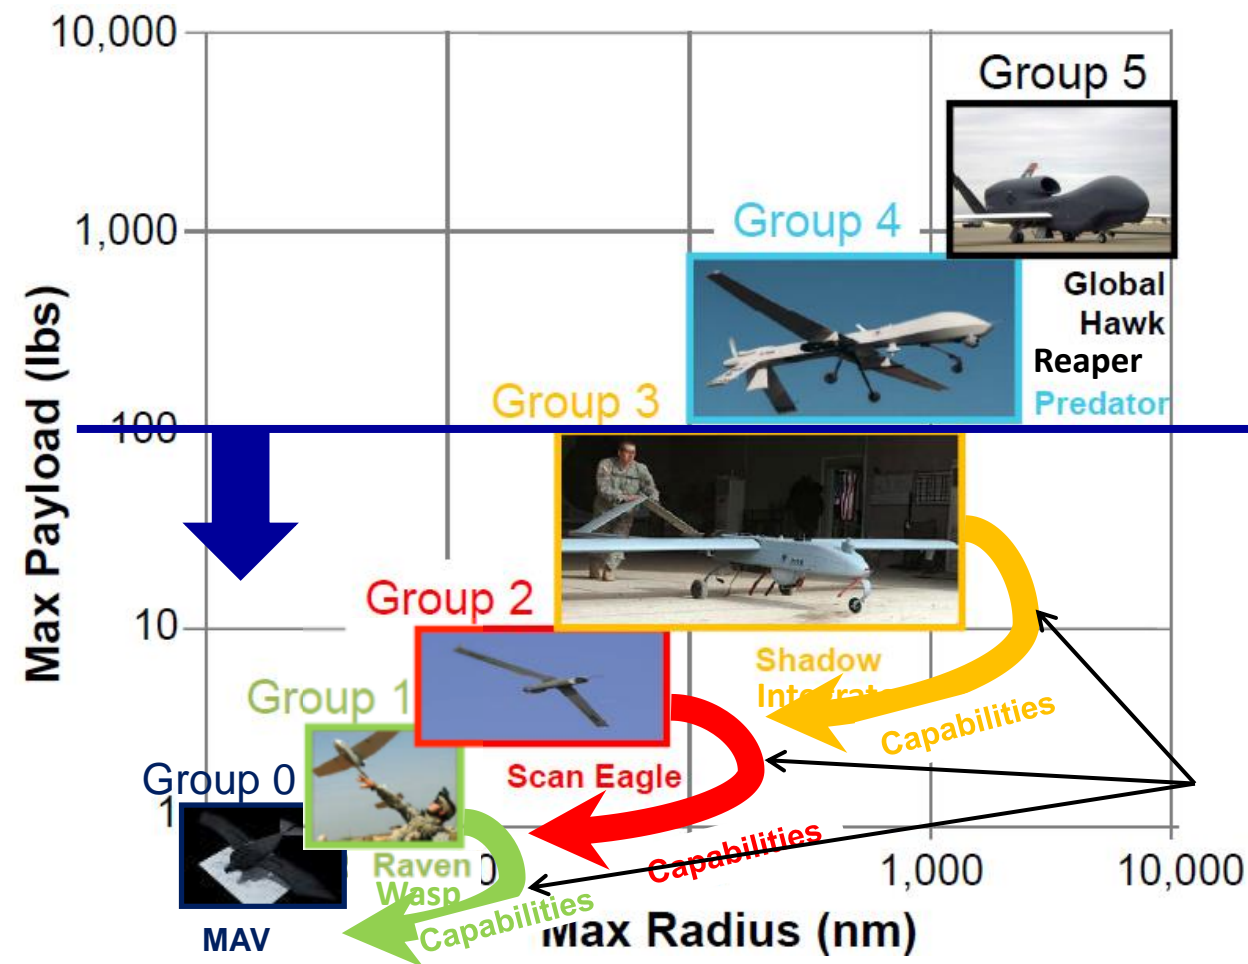 10,000
Group 5
Group 4
1,000
Global
Hawk
Reaper
Predator
Group 3
100
Max Payload (lbs)
Group 2
10
Shadow
Capabilities
Group 1
Scan Eagle
Group 0
1
Capabilities
Raven
Wasp
Capabilities
1,000
10,000
MAV
Max Radius (nm)